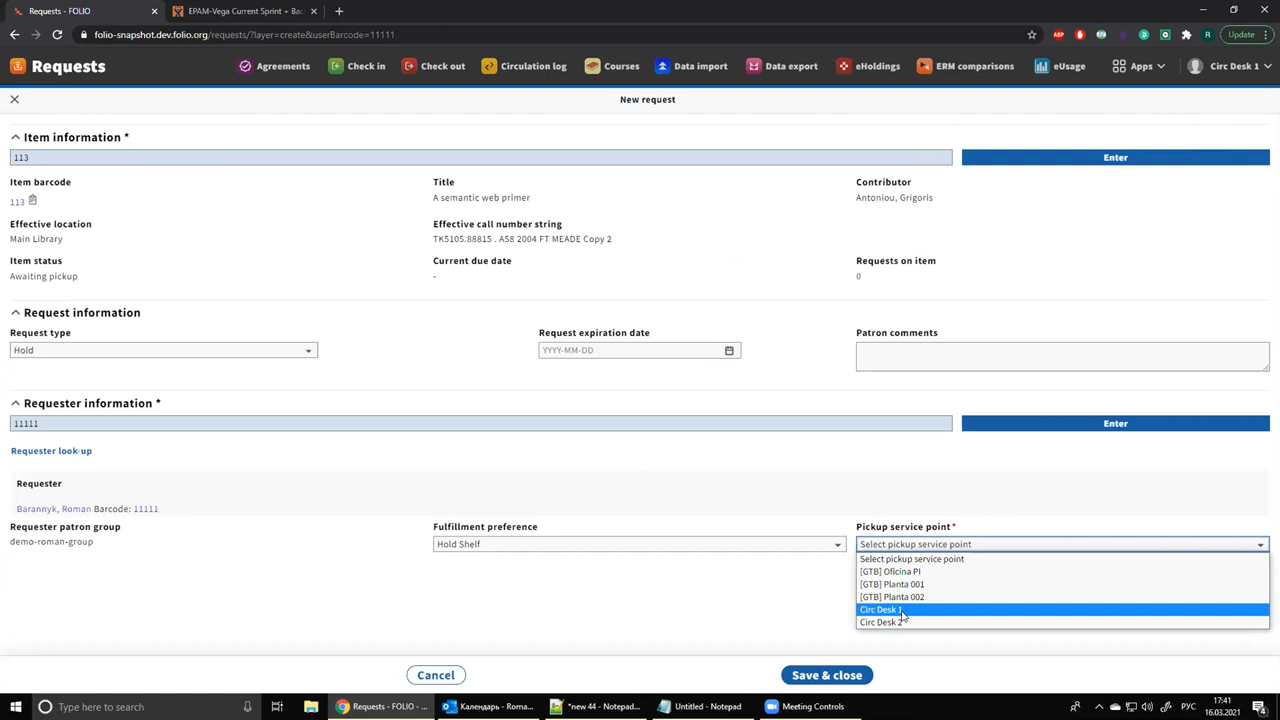 Requests - FOLIO
EPAM-Vega Current Sprint + Bac
folio-snapshot.dev.folio.org/requests/?layer=create&userBarcode=11111
ABP
R
Update
Requests
Agreements
Check in
Check out
Circulation log
Courses
Data import
Data export
eHoldings
ERM comparisons
eUsage
Apps
Circ Desk 1
New request
Item information *
113
Enter
Item barcode
Title
Contributor
113
A semantic web primer
Antoniou, Grigoris
Effective location
Effective call number string
Main Library
TK5105.88815 . A58 2004 FT MEADE Copy 2
Item status
Current due date
Requests on item
Awaiting pickup
-
0
Request information
Request type
Request expiration date
Patron comments
Hold
YYYY-MM-DD
Requester information *
11111
Enter
Requester look-up
Requester
Barannyk, Roman Barcode: 11111
Requester patron group
Fulfillment preference
Pickup service point*
demo-roman-group
Hold Shelf
Select pickup service point
Select pickup service point
[GTB] Oficina PI
[GTB] Planta 001
[GTB] Planta 002
Circ Desk 1
Circ Desk 2
Cancel
Save & close
Type here to search
Requests - FOLIO - ...
Календарь - Roma...
*new 44 - Notepad...
Untitled - Notepad
Meeting Controls
РУС
17:41
16.03.2021
4